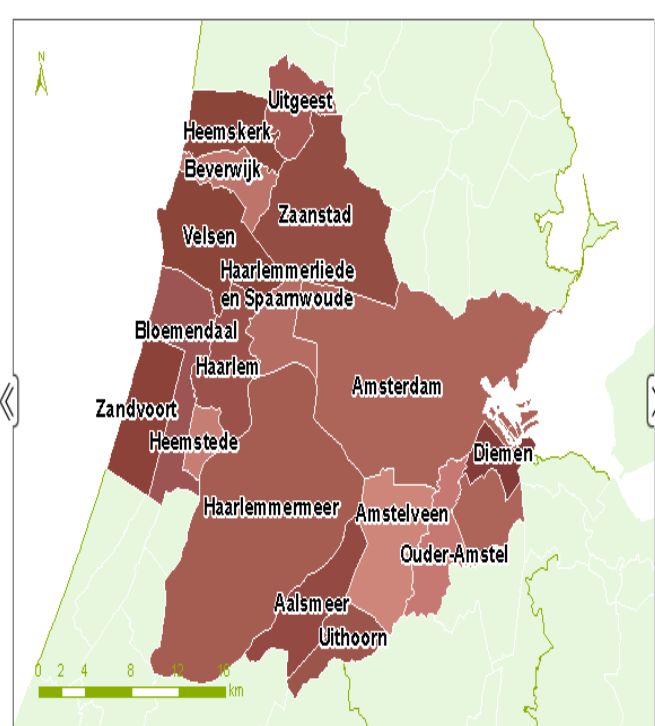 N
Uitgeest
Heemskerk
Beverwijk
Zaanstad
Velsen
Haarlemmerliede
en Spaarnwoude
Bloemendaal
Haarlem
Amsterdam
Zandvoort
Heemstede
Diemen
Haarlemmermeer
Amstelveen
Ouder-Amstel
Aalsmeer
Uithoorn
0 2 4 8 12 16
km